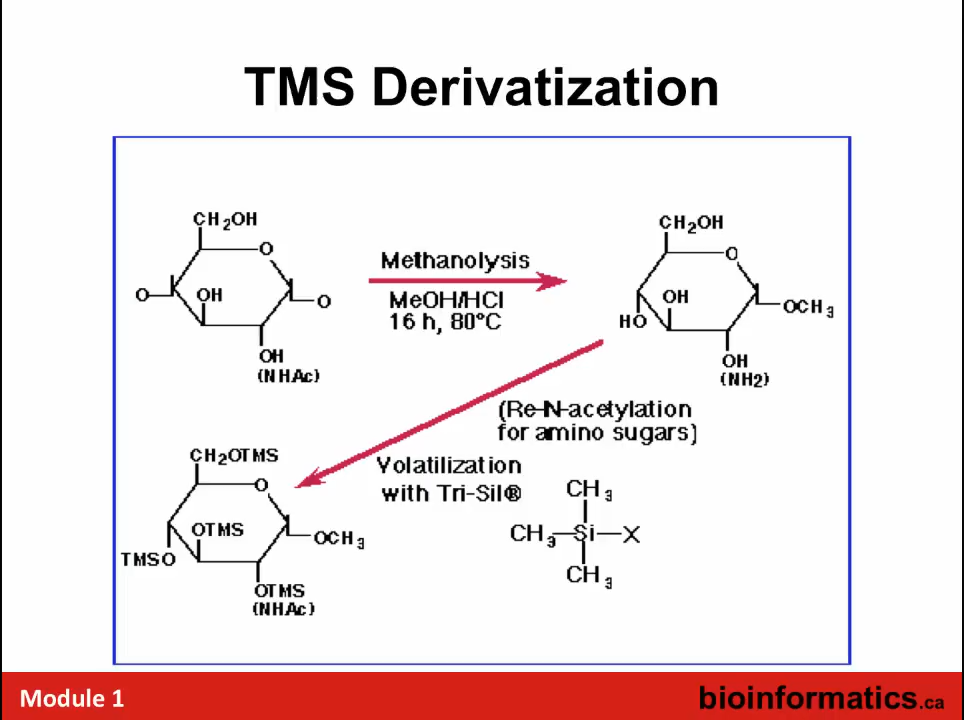 TMS Derivatization
CH2OH
O
O
OH
O
OH
(NHAc)
Methanolysis
MeOH/HCl
16 h, 80°C
CH2OH
O
OH
HO
OCH3
OH
(NH2)
(Re-N-acetylation
for amino sugars)
Volatilization
with Tri-Sil®
CH2OTMS
O
OTMS
TMSO
OCH3
OTMS
(NHAc)
CH3
CH3—Si—X
CH3
Module 1
bioinformatics.ca